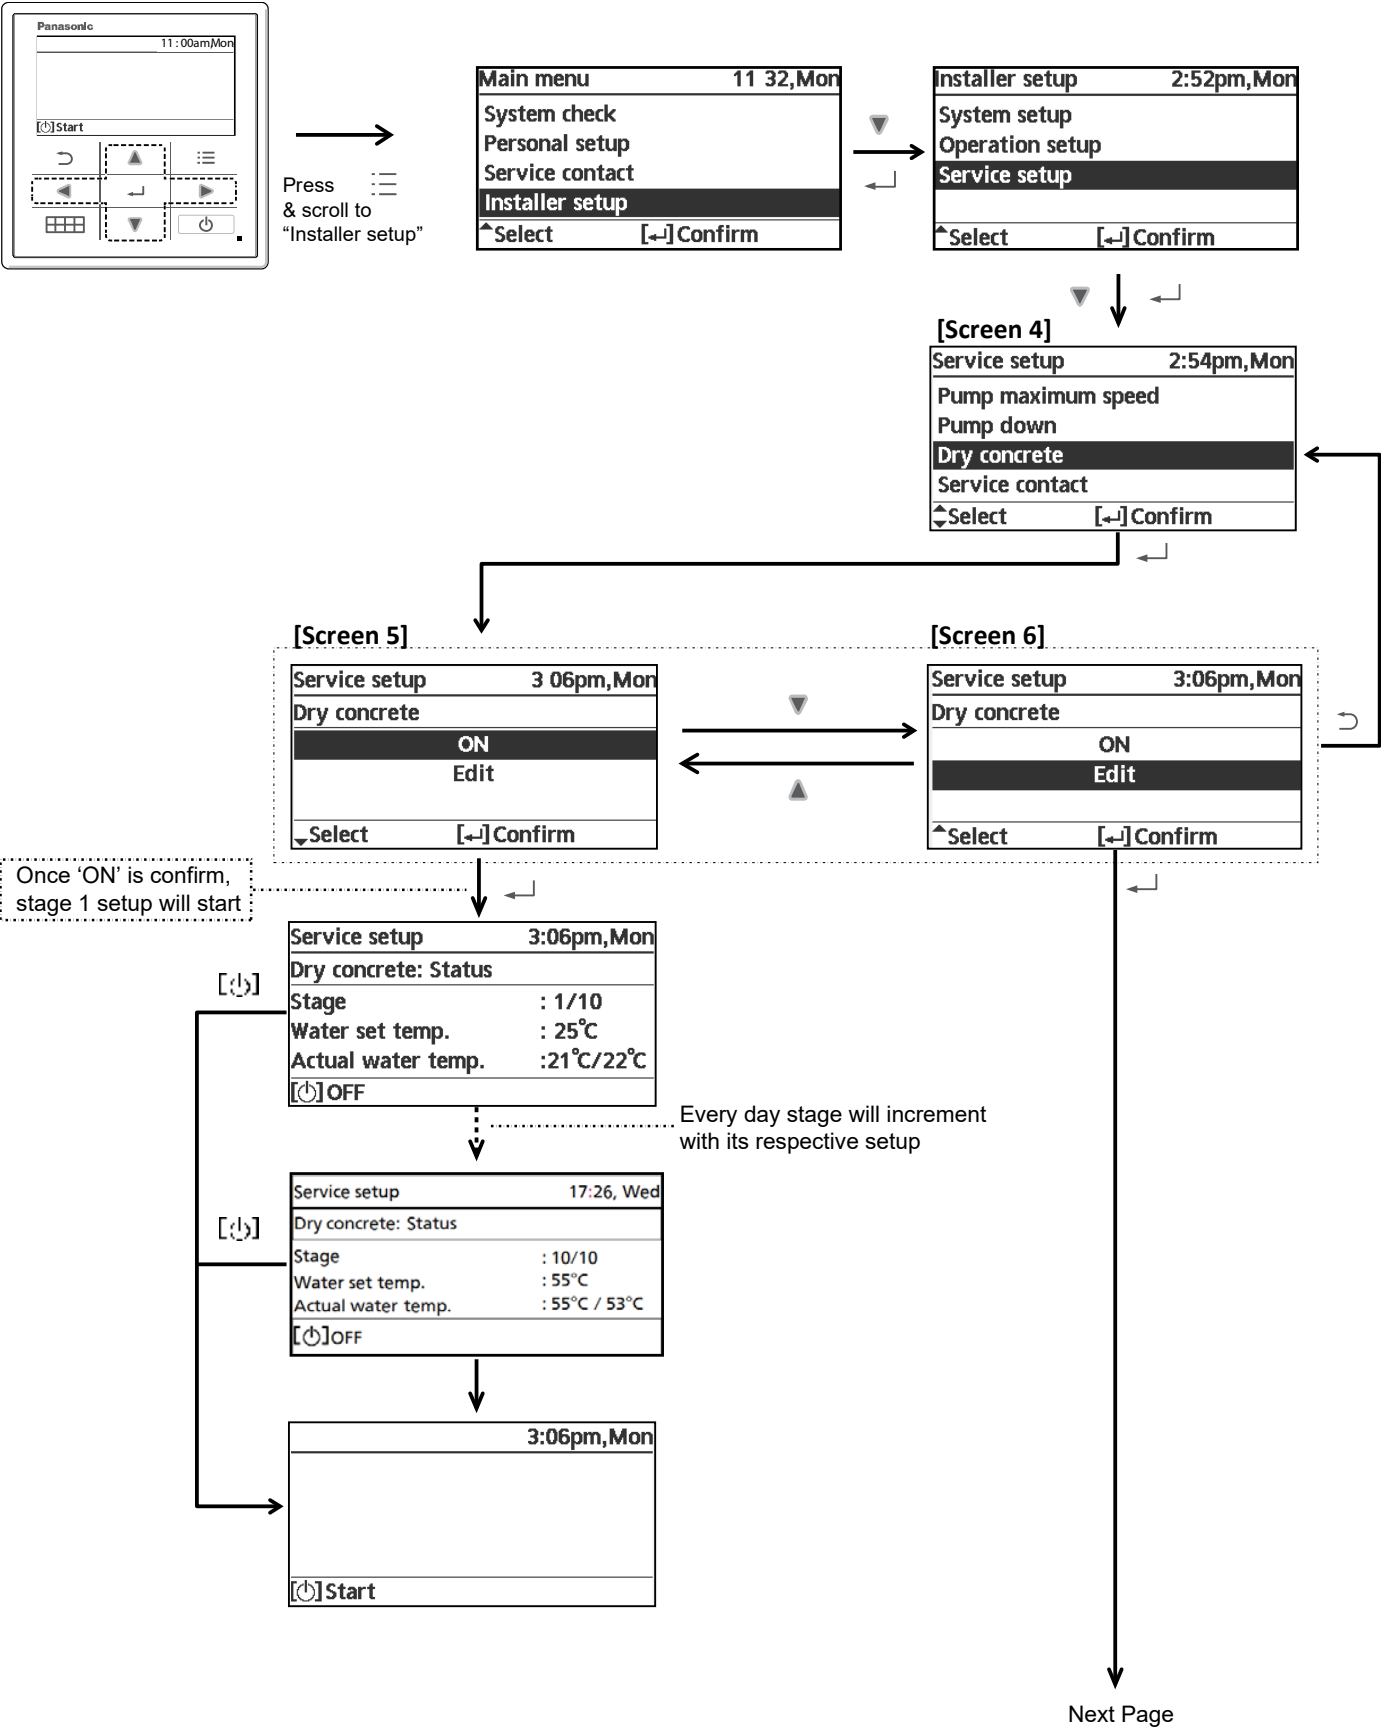 Panasonic
11:00am,Mon
[⏻]Start
Press
& scroll to
“Installer setup”
Main menu 11 32,Mon
System check
Personal setup
Service contact
Installer setup
Select [↵]Confirm
Installer setup 2:52pm,Mon
System setup
Operation setup
Service setup
Select [↵]Confirm
[Screen 4]
Service setup 2:54pm,Mon
Pump maximum speed
Pump down
Dry concrete
Service contact
Select [↵]Confirm
[Screen 5]
Service setup 3 06pm,Mon
Dry concrete
ON
Edit
Select [↵]Confirm
[Screen 6]
Service setup 3:06pm,Mon
Dry concrete
ON
Edit
Select [↵]Confirm
Once ‘ON’ is confirm,
stage 1 setup will start
Service setup 3:06pm,Mon
Dry concrete: Status
Stage : 1/10
Water set temp. : 25°C
Actual water temp. :21°C/22°C
[⏻]OFF
[⏻]
Every day stage will increment
with its respective setup
Service setup 17:26, Wed
Dry concrete: Status
Stage : 10/10
Water set temp. : 55°C
Actual water temp. : 55°C / 53°C
[⏻]OFF
[⏻]
3:06pm,Mon
[⏻]Start
Next Page